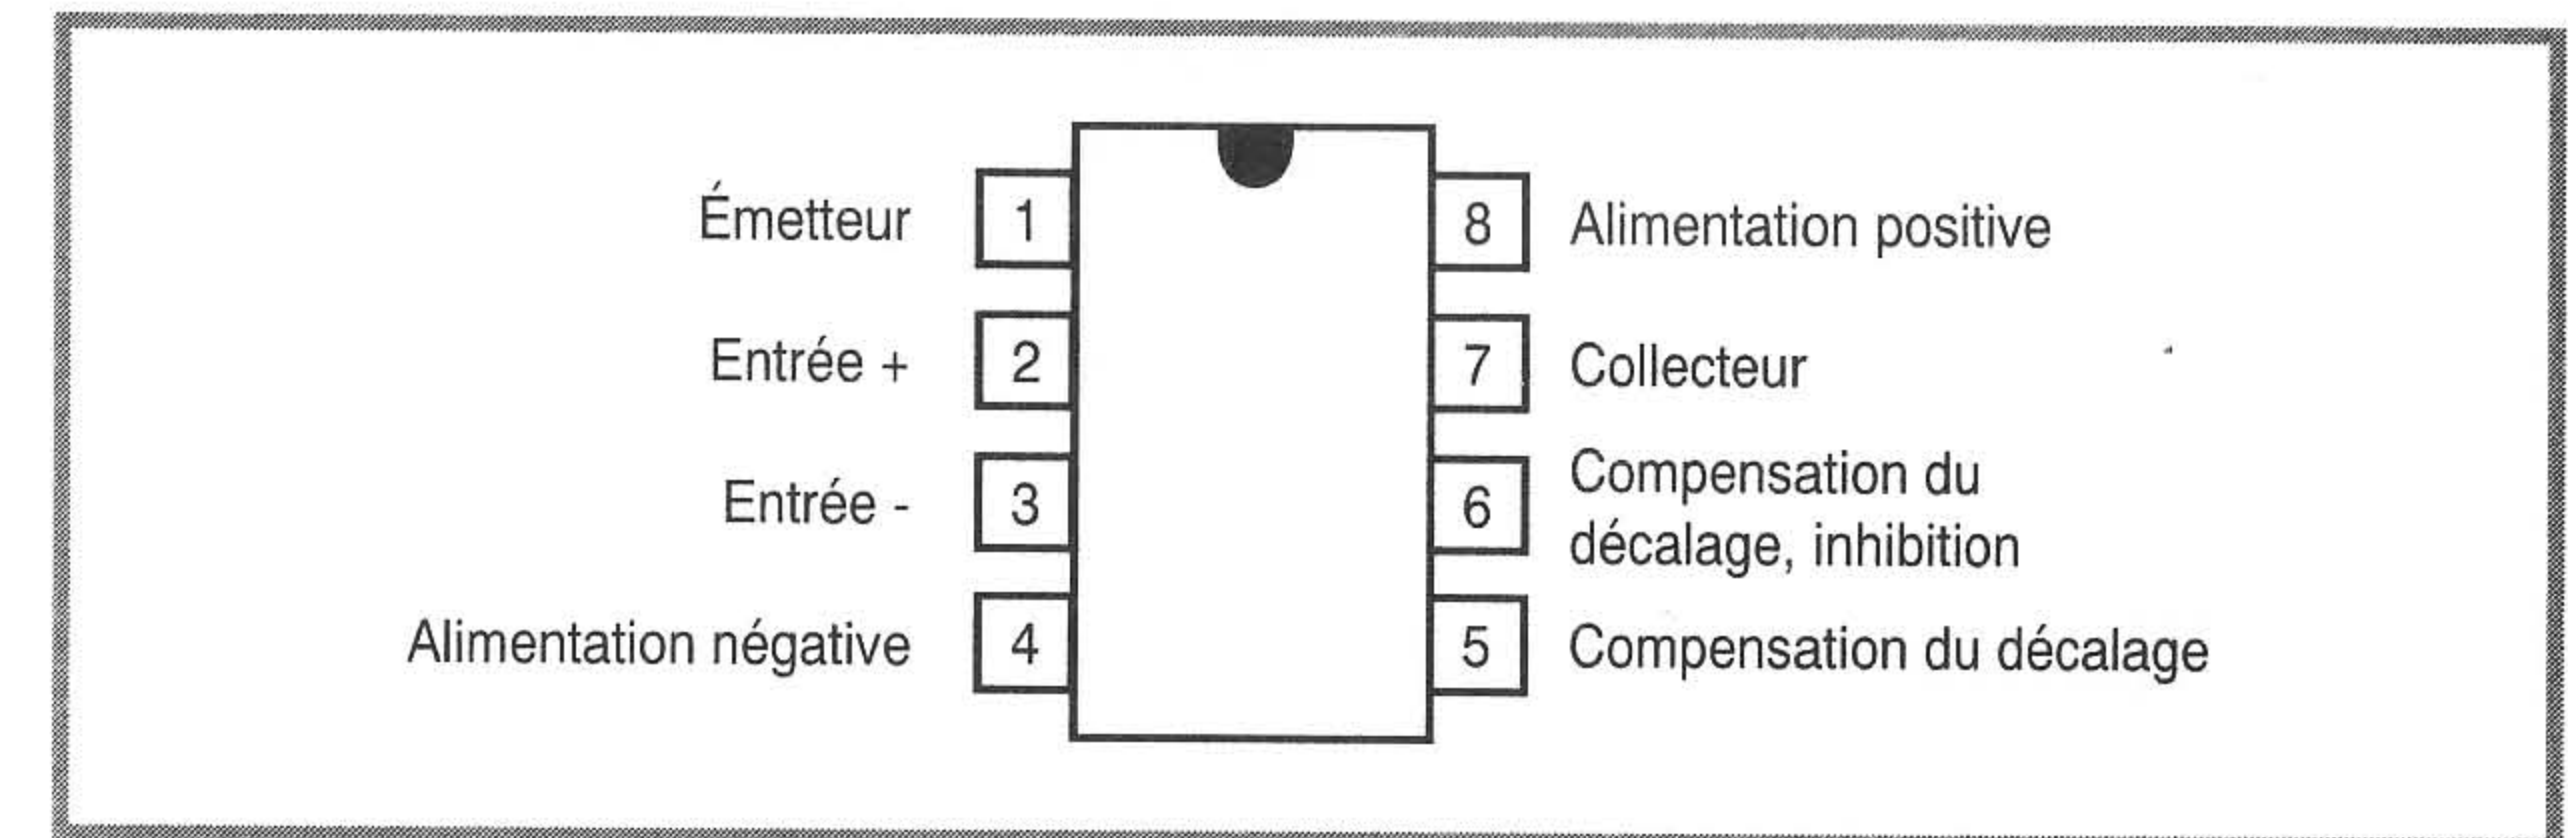 Émetteur 1 8 Alimentation positive
Entrée + 2 7 Collecteur
Entrée - 3 6 Compensation du
décalage, inhibition
Alimentation négative 4 5 Compensation du décalage